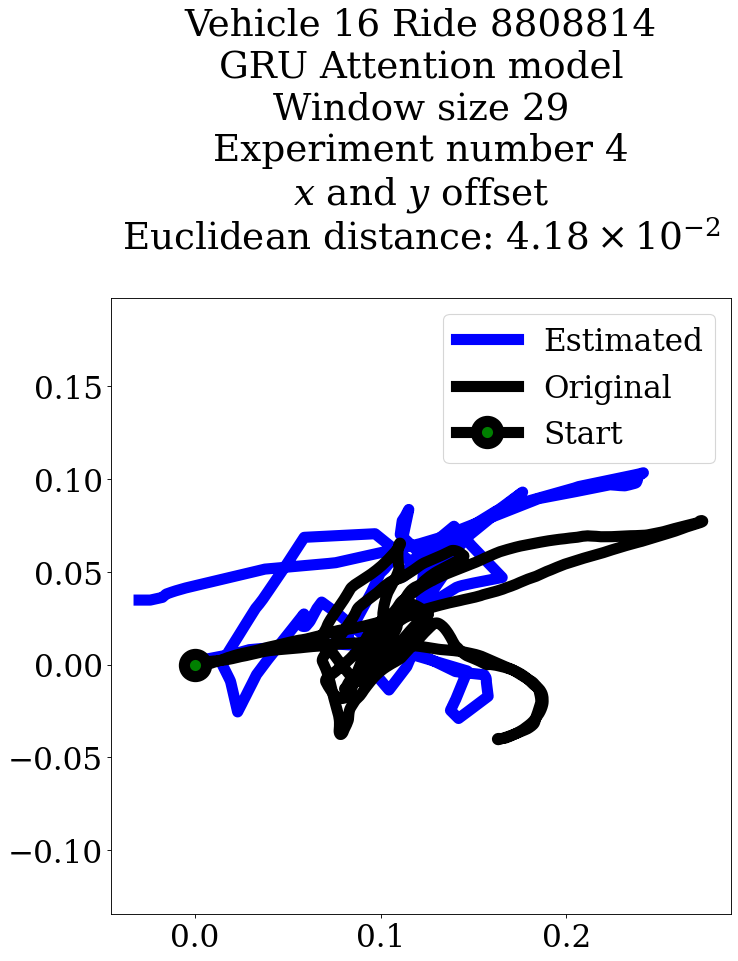 Vehicle 16 Ride 8808814
GRU Attention model
Window size 29
Experiment number 4
x and y offset
Euclidean distance: 4.18 × 10⁻²
Estimated
Original
Start
0.15
0.10
0.05
0.00
−0.05
−0.10
0.0 0.1 0.2